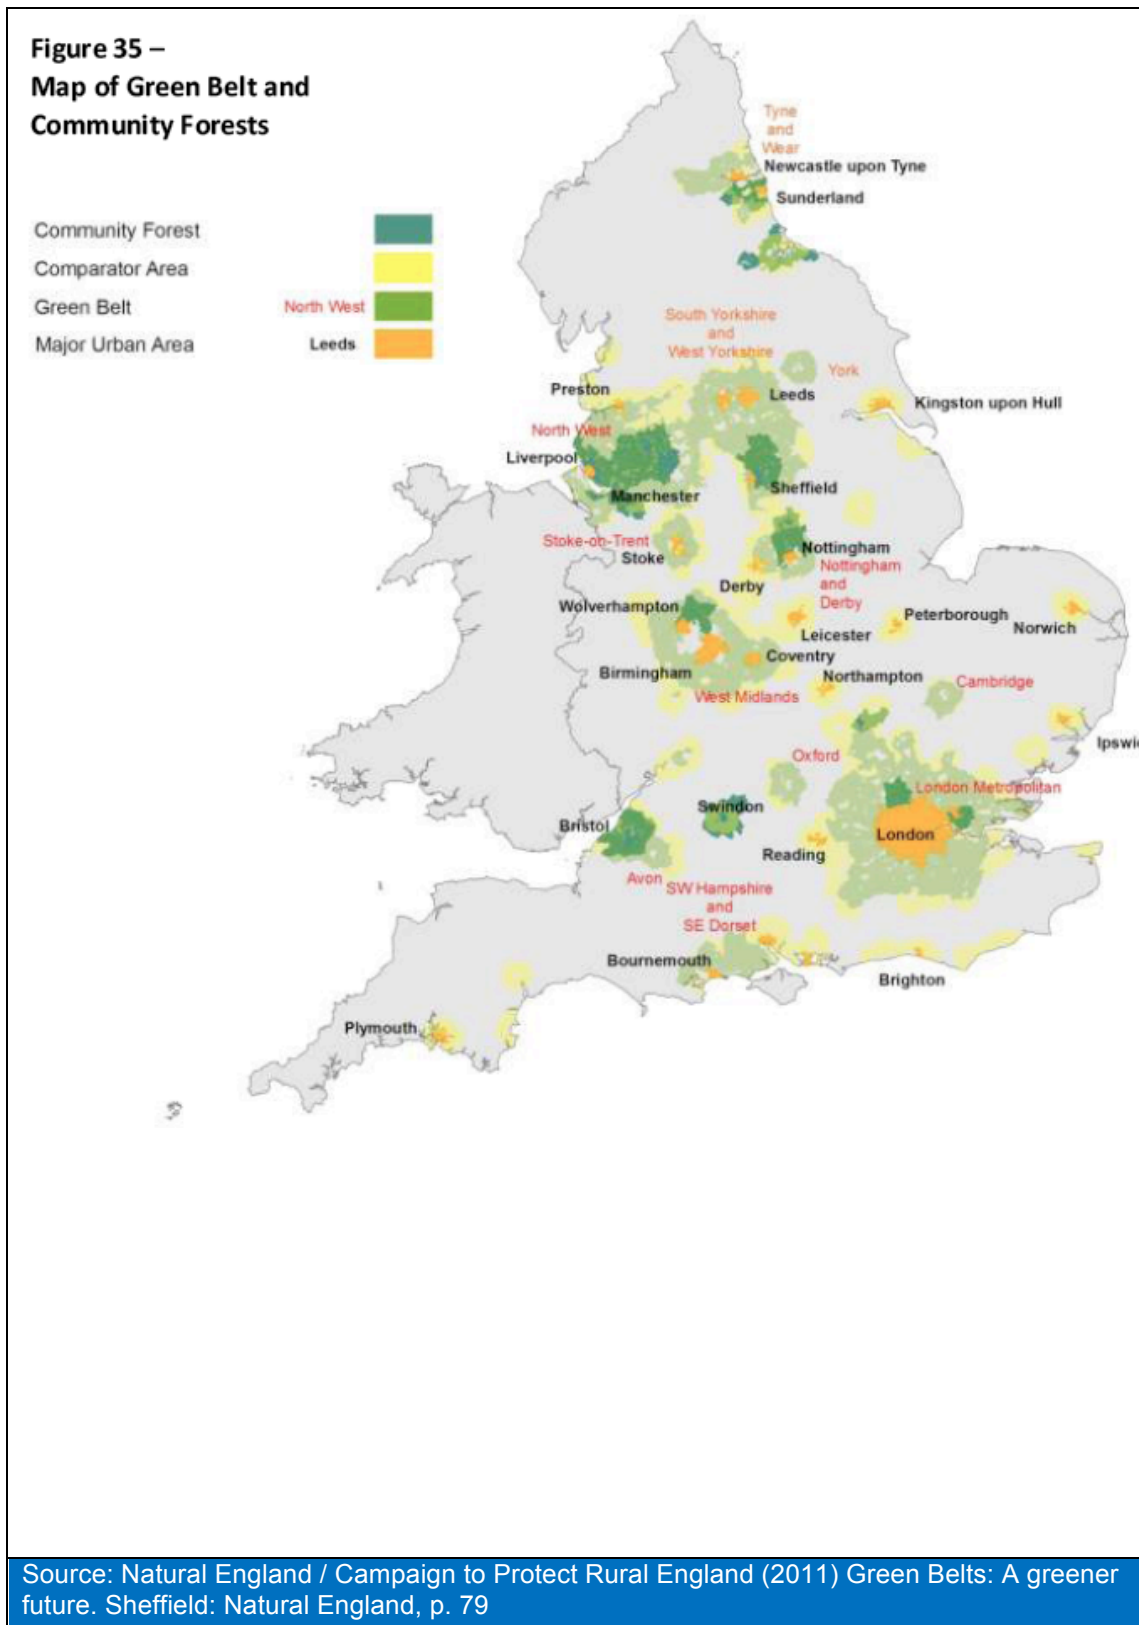 Figure 35 –
Map of Green Belt and
Community Forests
Community Forest
Comparator Area
Green Belt
North West
Major Urban Area
Leeds
Tyne
and
Wear
Newcastle upon Tyne
Sunderland
South Yorkshire
and
West Yorkshire
York
Preston
Leeds
Kingston upon Hull
North West
Liverpool
Manchester
Sheffield
Stoke-on-Trent
Stoke
Nottingham
Nottingham
and
Derby
Derby
Wolverhampton
Leicester
Peterborough
Norwich
Birmingham
Coventry
Northampton
West Midlands
Cambridge
Ipswi
Oxford
London Metropolitan
Swindon
Bristol
London
Reading
Avon
SW Hampshire
and
SE Dorset
Bournemouth
Brighton
Plymouth
Source: Natural England / Campaign to Protect Rural England (2011) Green Belts: A greener
future. Sheffield: Natural England, p. 79